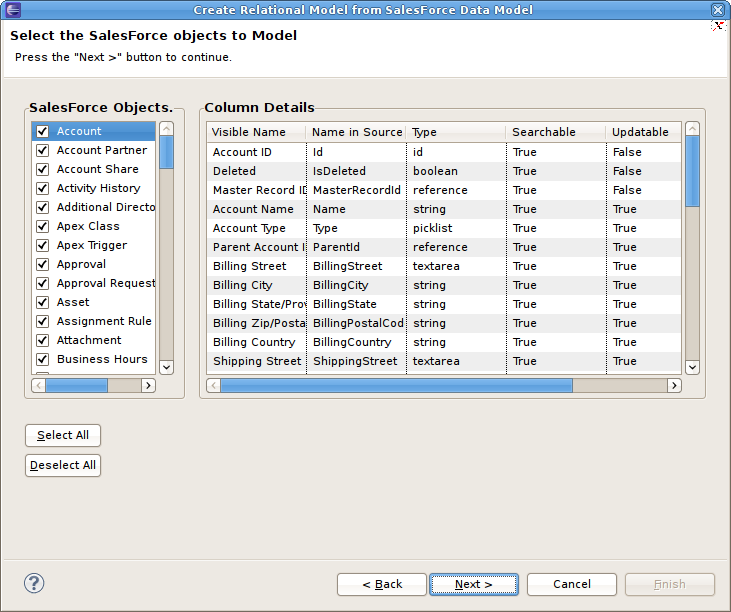 Create Relational Model from SalesForce Data Model
Select the SalesForce objects to Model
Press the "Next >" button to continue.
SalesForce Objects.
Account
Account Partner
Account Share
Activity History
Additional Directo
Apex Class
Apex Trigger
Approval
Approval Request
Asset
Assignment Rule
Attachment
Business Hours
Select All
Deselect All
Column Details
Visible Name Name in Source Type Searchable Updatable
Account ID Id id True False
Deleted IsDeleted boolean True False
Master Record ID MasterRecordId reference True False
Account Name Name string True True
Account Type Type picklist True True
Parent Account I ParentId reference True True
Billing Street BillingStreet textarea True True
Billing City BillingCity string True True
Billing State/Prov BillingState string True True
Billing Zip/Posta BillingPostalCod string True True
Billing Country BillingCountry string True True
Shipping Street ShippingStreet textarea True True
? < Back Next > Cancel Finish